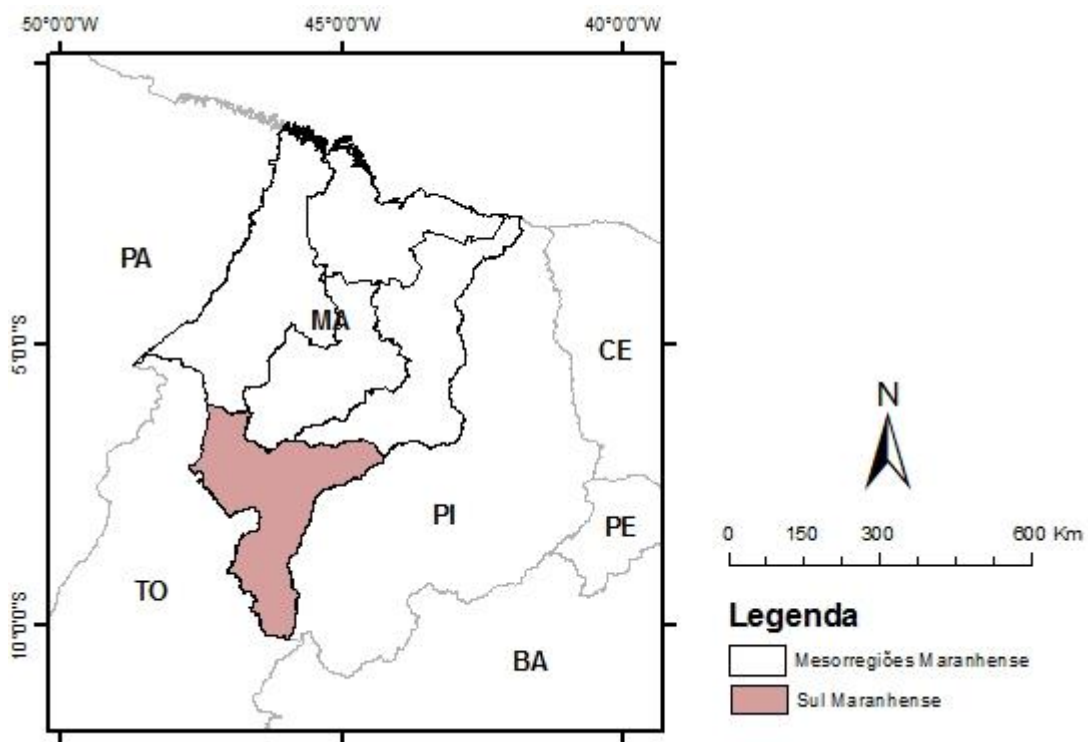 50°0'0"W 45°0'0"W 40°0'0"W
PA
MA
5°0'0"S
CE
N
PI
PE
0 150 300 600 Km
TO
Legenda
10°0'0"S
BA
Mesorregiões Maranhense
Sul Maranhense